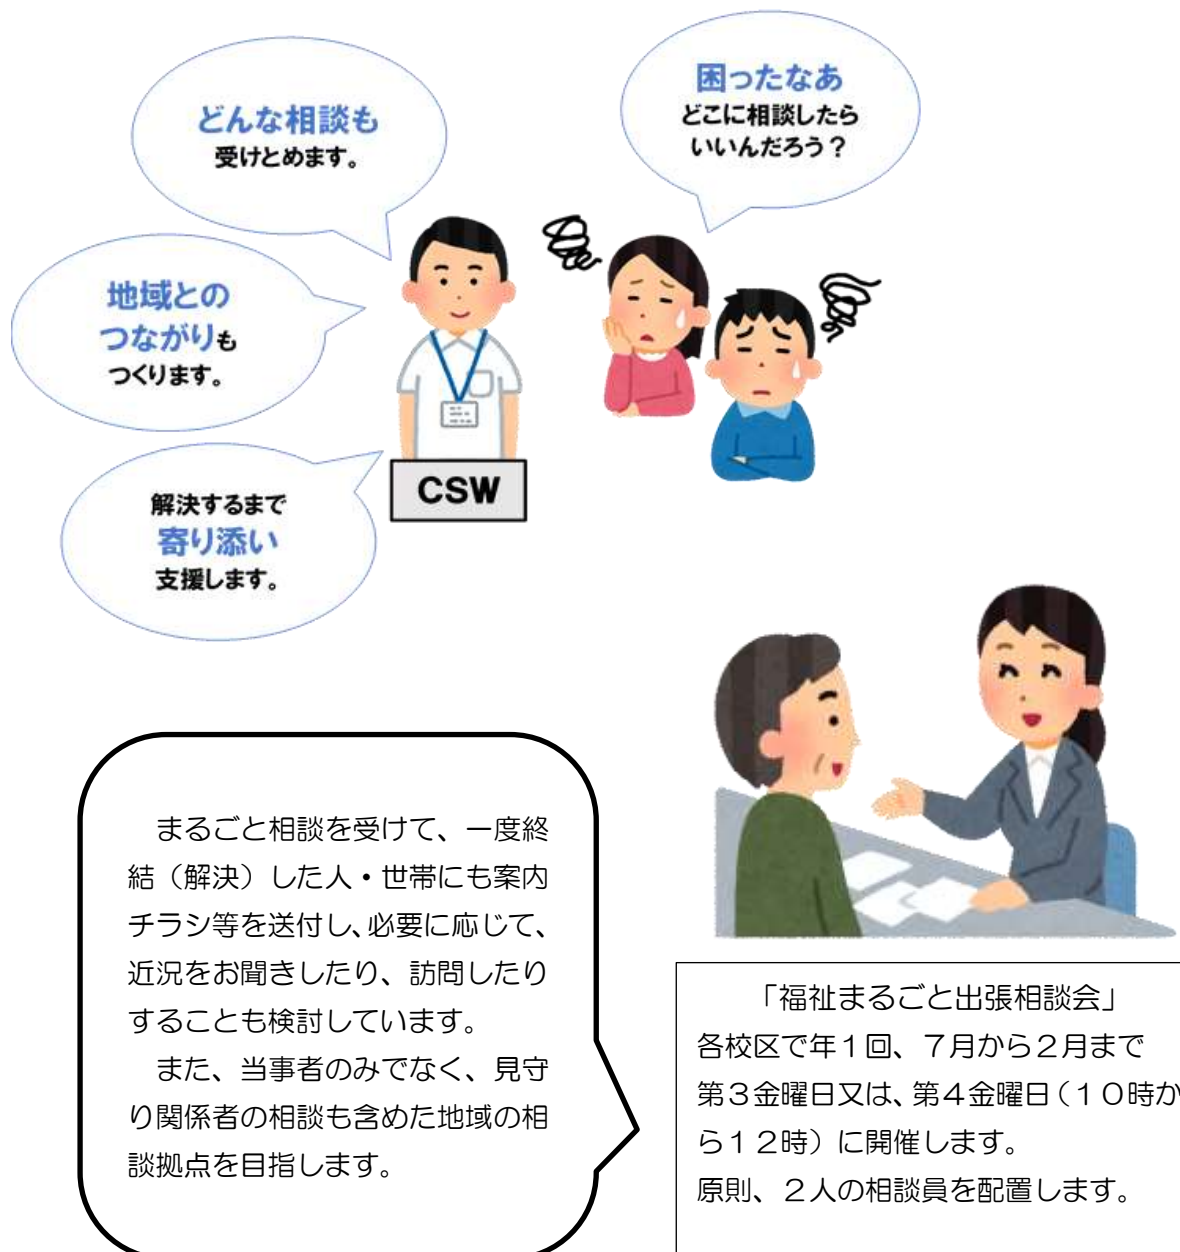 どんな相談も
受けとめます。
困ったなあ
どこに相談したら
いいんだろう？
地域との
つながりも
つくります。
解決するまで
寄り添い
支援します。
CSW
まるごと相談を受けて、一度終
結（解決）した人・世帯にも案内
チラシ等を送付し、必要に応じて、
近況をお聞きしたり、訪問したり
することも検討しています。
また、当事者のみでなく、見守
り関係者の相談も含めた地域の相
談拠点を目指します。
「福祉まるごと出張相談会」
各校区で年１回、７月から２月まで
第３金曜日又は、第４金曜日（１０時か
ら１２時）に開催します。
原則、２人の相談員を配置します。